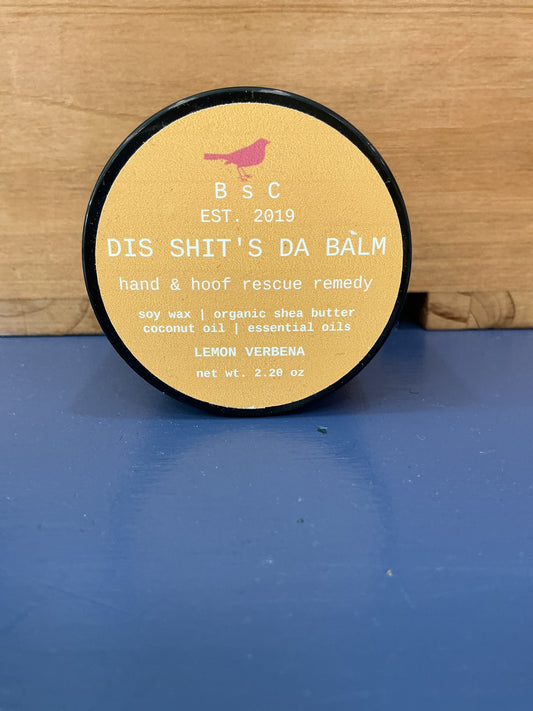 B s C
EST. 2019
DIS SHIT'S DA BALM
hand & hoof rescue remedy
soy wax | organic shea butter
coconut oil | essential oils
LEMON VERBENA
net wt. 2.20 oz